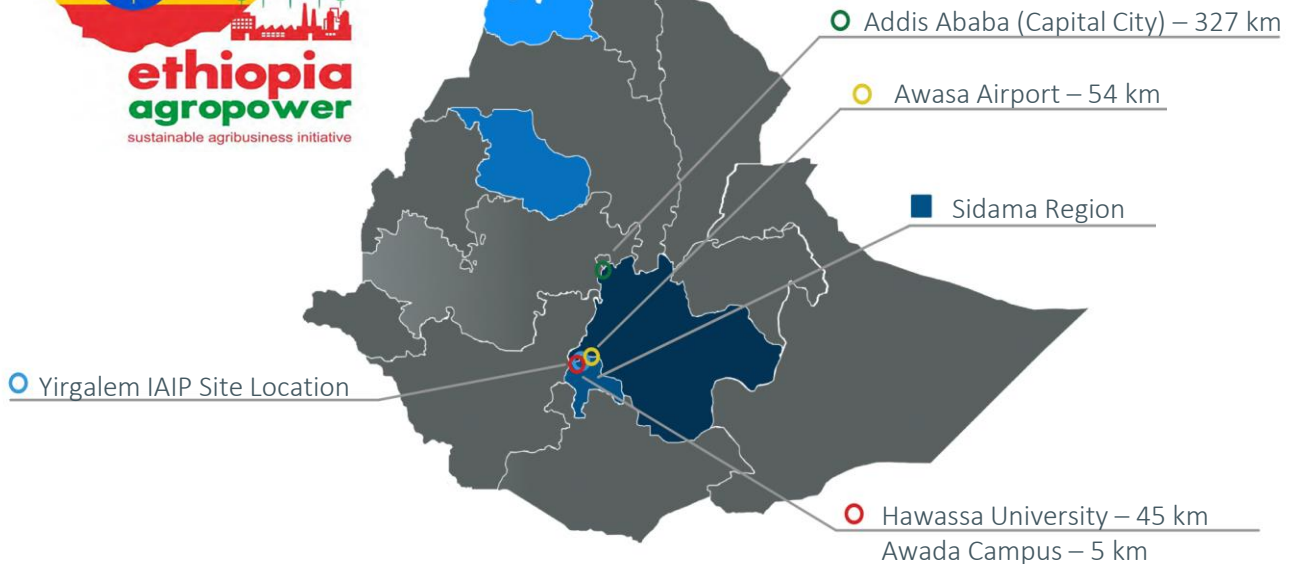 ethiopia
agropower
sustainable agribusiness initiative
Addis Ababa (Capital City) – 327 km
Awasa Airport – 54 km
Sidama Region
Yirgalem IAIP Site Location
Hawassa University – 45 km
Awada Campus – 5 km